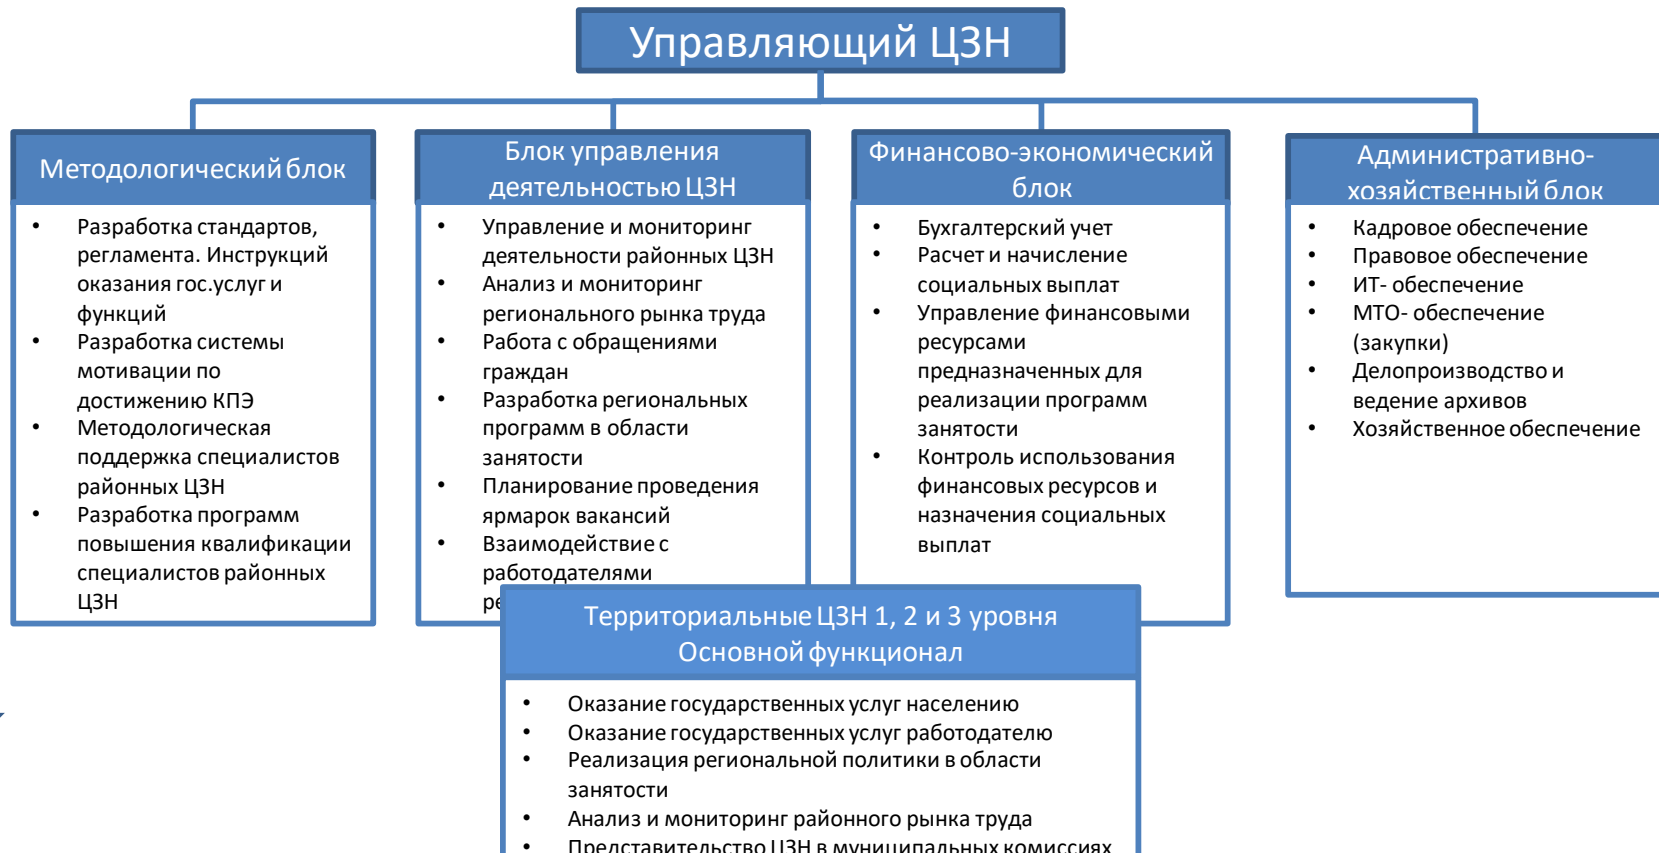 Управляющий ЦЗН
Методологический блок
• Разработка стандартов,
регламента. Инструкций
оказания гос.услуг и
функций
• Разработка системы
мотивации по
достижению КПЭ
• Методологическая
поддержка специалистов
районных ЦЗН
• Разработка программ
повышения квалификации
специалистов районных
ЦЗН
Блок управления
деятельностью ЦЗН
• Управление и мониторинг
деятельности районных ЦЗН
• Анализ и мониторинг
регионального рынка труда
• Работа с обращениями
граждан
• Разработка региональных
программ в области
занятости
• Планирование проведения
ярмарок вакансий
• Взаимодействие с
работодателями
Финансово-экономический
блок
• Бухгалтерский учет
• Расчет и начисление
социальных выплат
• Управление финансовыми
ресурсами
предназначенных для
реализации программ
занятости
• Контроль использования
финансовых ресурсов и
назначения социальных
выплат
Административно-
хозяйственный блок
• Кадровое обеспечение
• Правовое обеспечение
• ИТ- обеспечение
• МТО- обеспечение
(закупки)
• Делопроизводство и
ведение архивов
• Хозяйственное обеспечение
Территориальные ЦЗН 1, 2 и 3 уровня
Основной функционал
• Оказание государственных услуг населению
• Оказание государственных услуг работодателю
• Реализация региональной политики в области
занятости
• Анализ и мониторинг районного рынка труда
• Представительство ЦЗН в муниципальных комиссиях